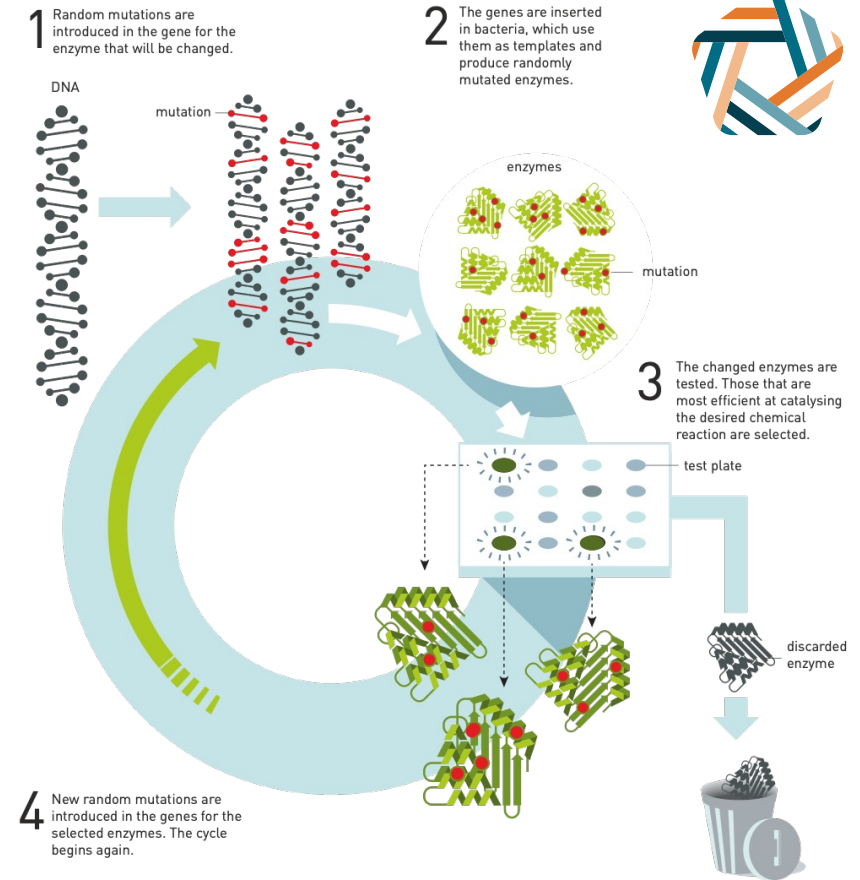 1
Random mutations are
introduced in the gene for the
enzyme that will be changed.
2
The genes are inserted
in bacteria, which use
them as templates and
produce randomly
mutated enzymes.
DNA
mutation
enzymes
mutation
3
The changed enzymes are
tested. Those that are
most efficient at catalysing
the desired chemical
reaction are selected.
test plate
discarded
enzyme
4
New random mutations are
introduced in the genes for the
selected enzymes. The cycle
begins again.